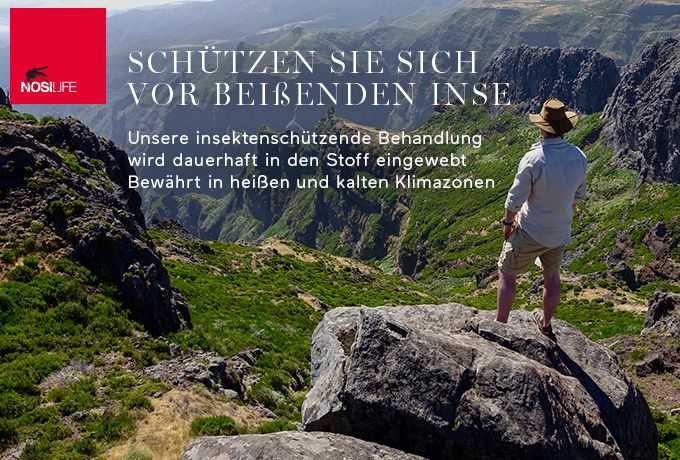 NOSILIFE
SCHÜTZEN SIE SICH
VOR BEIßENDEN INSE
Unsere insektenschützende Behandlung
wird dauerhaft in den Stoff eingewebt
Bewährt in heißen und kalten Klimazonen